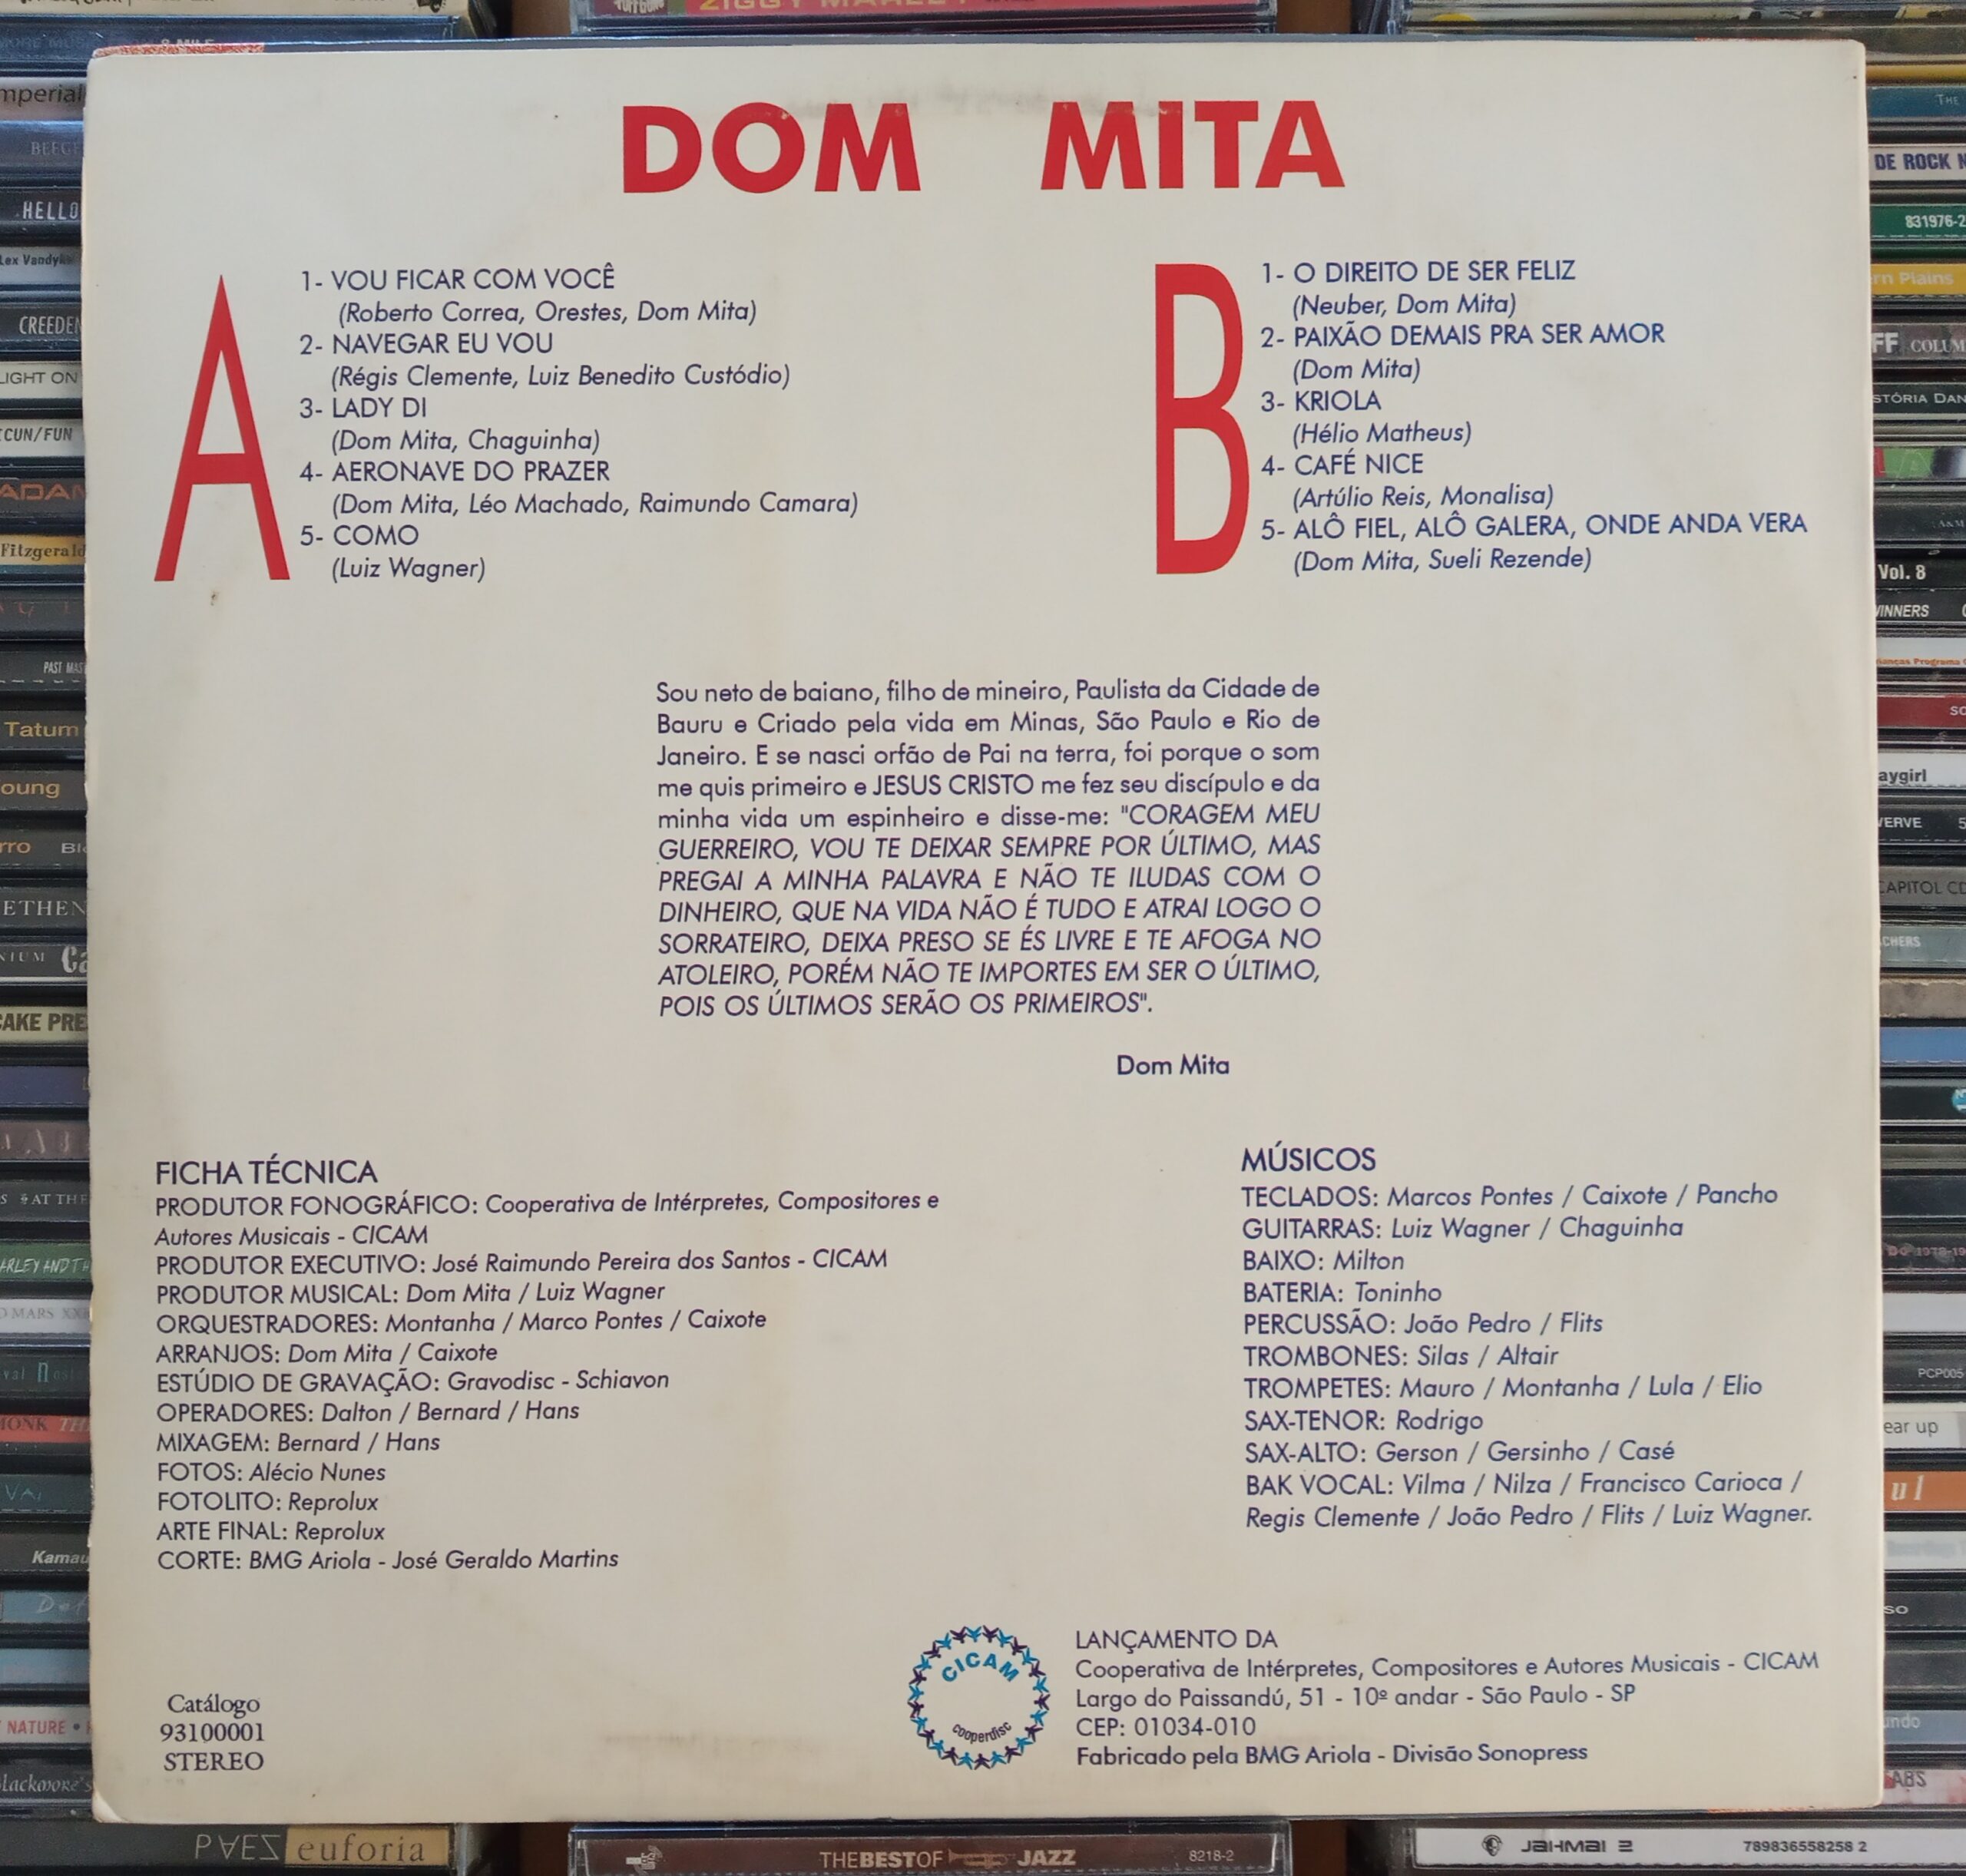 DOM MITA
A
1- VOU FICAR COM VOCÊ
(Roberto Correa, Orestes, Dom Mita)
2- NAVEGAR EU VOU
(Régis Clemente, Luiz Benedito Custódio)
3- LADY DI
(Dom Mita, Chaguinha)
4- AERONAVE DO PRAZER
(Dom Mita, Léo Machado, Raimundo Camara)
5- COMO
(Luiz Wagner)
B
1- O DIREITO DE SER FELIZ
(Neuber, Dom Mita)
2- PAIXÃO DEMAIS PRA SER AMOR
(Dom Mita)
3- KRIOLA
(Hélio Matheus)
4- CAFÉ NICE
(Artúlio Reis, Monalisa)
5- ALÔ FIEL, ALÔ GALERA, ONDE ANDA VERA
(Dom Mita, Sueli Rezende)
Sou neto de baiano, filho de mineiro, Paulista da Cidade de
Bauru e Criado pela vida em Minas, São Paulo e Rio de
Janeiro. E se nasci orfão de Pai na terra, foi porque o som
me quis primeiro e JESUS CRISTO me fez seu discípulo e da
minha vida um espinheiro e disse-me: "CORAGEM MEU
GUERREIRO, VOU TE DEIXAR SEMPRE POR ÚLTIMO, MAS
PREGAI A MINHA PALAVRA E NÃO TE ILUDAS COM O
DINHEIRO, QUE NA VIDA NÃO É TUDO E ATRAI LOGO O
SORRATEIRO, DEIXA PRESO SE ÉS LIVRE E TE AFOGA NO
ATOLEIRO, PORÉM NÃO TE IMPORTES EM SER O ÚLTIMO,
POIS OS ÚLTIMOS SERÃO OS PRIMEIROS".
Dom Mita
FICHA TÉCNICA
PRODUTOR FONOGRÁFICO: Cooperativa de Intérpretes, Compositores e
Autores Musicais - CICAM
PRODUTOR EXECUTIVO: José Raimundo Pereira dos Santos - CICAM
PRODUTOR MUSICAL: Dom Mita / Luiz Wagner
ORQUESTRADORES: Montanha / Marco Pontes / Caixote
ARRANJOS: Dom Mita / Caixote
ESTÚDIO DE GRAVAÇÃO: Gravodisc - Schiavon
OPERADORES: Dalton / Bernard / Hans
MIXAGEM: Bernard / Hans
FOTOS: Alécio Nunes
FOTOLITO: Reprolux
ARTE FINAL: Reprolux
CORTE: BMG Ariola - José Geraldo Martins
MÚSICOS
TECLADOS: Marcos Pontes / Caixote / Pancho
GUITARRAS: Luiz Wagner / Chaguinha
BAIXO: Milton
BATERIA: Toninho
PERCUSSÃO: João Pedro / Flits
TROMBONES: Silas / Altair
TROMPETES: Mauro / Montanha / Lula / Elio
SAX-TENOR: Rodrigo
SAX-ALTO: Gerson / Gersinho / Casé
BAK VOCAL: Vilma / Nilza / Francisco Carioca /
Regis Clemente / João Pedro / Flits / Luiz Wagner.
Catálogo
93100001
STEREO
CICAM
cooperdisc
LANÇAMENTO DA
Cooperativa de Intérpretes, Compositores e Autores Musicais - CICAM
Largo do Paissandú, 51 - 10º andar - São Paulo - SP
CEP: 01034-010
Fabricado pela BMG Ariola - Divisão Sonopress
PAEZ euforia
THE BEST OF JAZZ 8218-2
JAHMAI 2 789836558258 2
ZIGGY MARLEY
HELLO
Fitzgerald
Tatum
DE ROCK
831976-2
Vol. 8
WINNERS
VERVE
CAPITOL
PCP005
NATURE